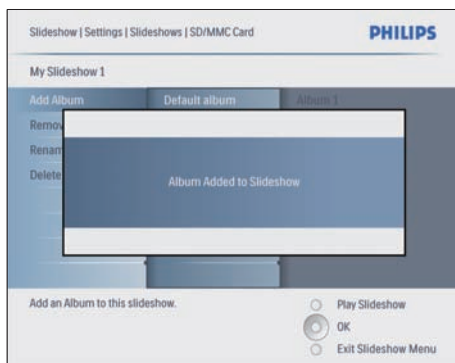 Slideshow | Settings | Slideshows | SD/MMC Card
PHILIPS
My Slideshow 1
Add Album
Default album
Album 1
Remov
Renam
Delete
Album Added to Slideshow
Add an Album to this slideshow.
Play Slideshow
OK
Exit Slideshow Menu